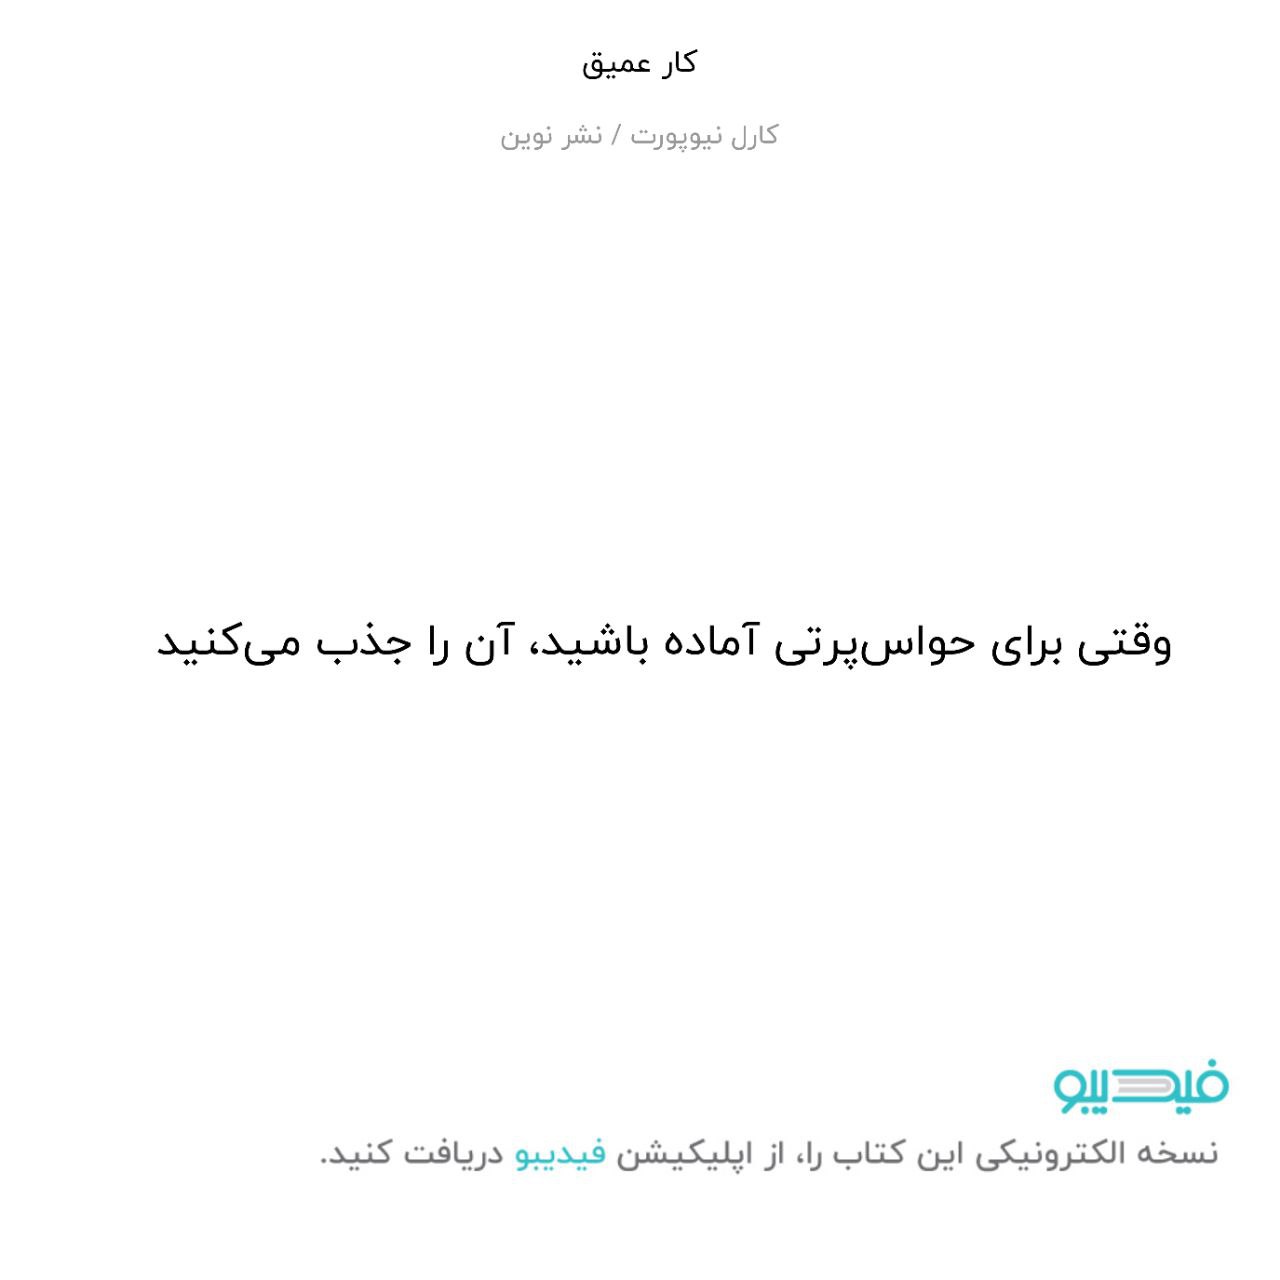 کار عمیق
کارل نیوپورت / نشر نوین
وقتی برای حواس‌پرتی آماده باشید، آن را جذب می‌کنید
فیدیبو
نسخه الکترونیکی این کتاب را، از اپلیکیشن فیدیبو دریافت کنید.